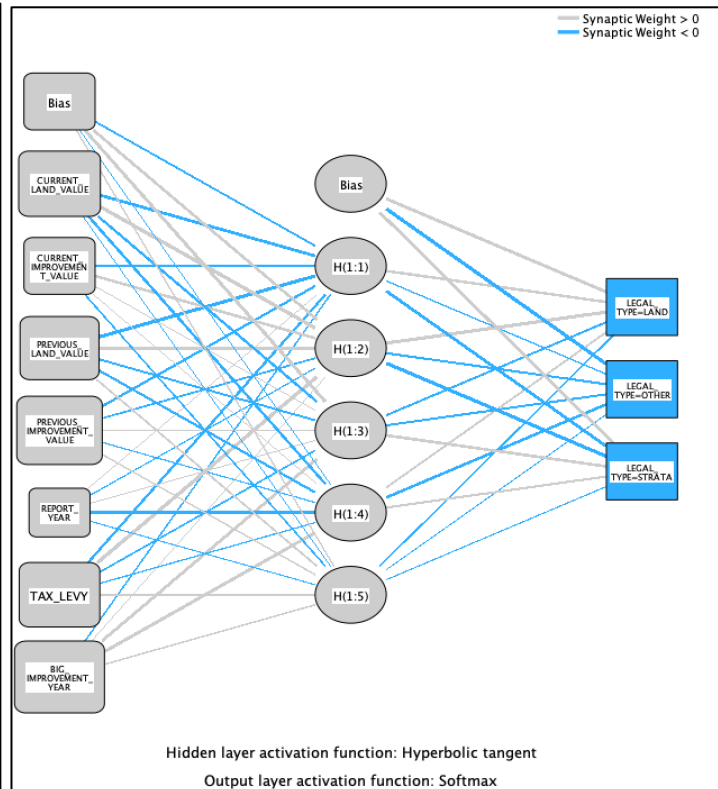 Synaptic Weight > 0
Synaptic Weight < 0
Bias
CURRENT_
LAND_VALUE
CURRENT_
IMPROVEMEN
T_VALUE
PREVIOUS_
LAND_VALUE
PREVIOUS_
IMPROVEMENT_
VALUE
REPORT_
YEAR
TAX_LEVY
BIG_
IMPROVEMENT_
YEAR
Bias
H(1:1)
H(1:2)
H(1:3)
H(1:4)
H(1:5)
LEGAL_
TYPE=LAND
LEGAL_
TYPE=OTHER
LEGAL_
TYPE=STRATA
Hidden layer activation function: Hyperbolic tangent
Output layer activation function: Softmax